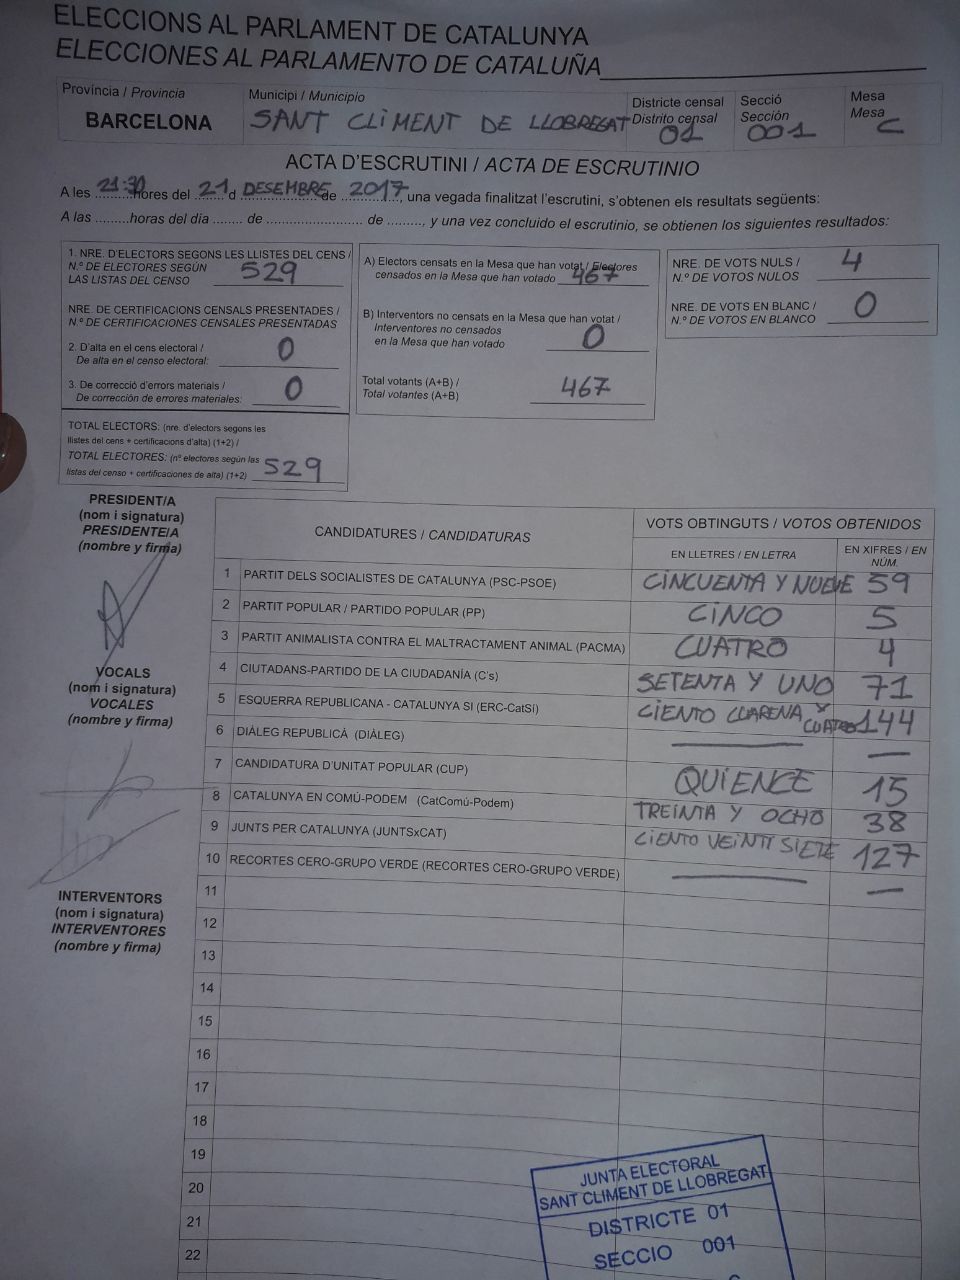 ELECCIONS AL PARLAMENT DE CATALUNYA
ELECCIONES AL PARLAMENTO DE CATALUÑA
Província / Provincia
BARCELONA
Municipi / Municipio
SANT CLIMENT DE LLOBREGAT
Districte censal
Distrito censal
01
Secció
Sección
001
Mesa
Mesa
C
ACTA D'ESCRUTINI / ACTA DE ESCRUTINIO
A les 21:30 hores del 21 d DESEMBRE de 2017, una vegada finalitzat l'escrutini, s'obtenen els resultats següents:
A las .........horas del día ....... de ...................... de ........., y una vez concluido el escrutinio, se obtienen los siguientes resultados:
1. NRE. D'ELECTORS SEGONS LES LLISTES DEL CENS /
N.º DE ELECTORES SEGÚN
LAS LISTAS DEL CENSO 529
NRE. DE CERTIFICACIONS CENSALS PRESENTADES /
N.º DE CERTIFICACIONES CENSALES PRESENTADAS
2. D'alta en el cens electoral /
De alta en el censo electoral: 0
3. De correcció d'errors materials /
De corrección de errores materiales: 0
TOTAL ELECTORS: (nre. d'electors segons les
llistes del cens + certificacions d'alta) (1+2) /
TOTAL ELECTORES: (nº electores según las
listas del censo + certificaciones de alta) (1+2) 529
A) Electors censats en la Mesa que han votat / Electores
censados en la Mesa que han votado 467
B) Interventors no censats en la Mesa que han votat /
Interventores no censados
en la Mesa que han votado 0
Total votants (A+B) /
Total votantes (A+B) 467
NRE. DE VOTS NULS /
N.º DE VOTOS NULOS 4
NRE. DE VOTS EN BLANC /
N.º DE VOTOS EN BLANCO 0
PRESIDENT/A
(nom i signatura)
PRESIDENTE/A
(nombre y firma)
VOCALS
(nom i signatura)
VOCALES
(nombre y firma)
INTERVENTORS
(nom i signatura)
INTERVENTORES
(nombre y firma)
CANDIDATURES / CANDIDATURAS
VOTS OBTINGUTS / VOTOS OBTENIDOS
EN LLETRES / EN LETRA
EN XIFRES / EN NÚM.
1 PARTIT DELS SOCIALISTES DE CATALUNYA (PSC-PSOE) CINCUENTA Y NUEVE 59
2 PARTIT POPULAR / PARTIDO POPULAR (PP) CINCO 5
3 PARTIT ANIMALISTA CONTRA EL MALTRACTAMENT ANIMAL (PACMA) CUATRO 4
4 CIUTADANS-PARTIDO DE LA CIUDADANÍA (C's) SETENTA Y UNO 71
5 ESQUERRA REPUBLICANA - CATALUNYA SI (ERC-CatSí) CIENTO CUARENA Y CUATRO 144
6 DIÀLEG REPUBLICÀ (DIÀLEG) — —
7 CANDIDATURA D'UNITAT POPULAR (CUP) QUIENCE 15
8 CATALUNYA EN COMÚ-PODEM (CatComú-Podem) TREINTA Y OCHO 38
9 JUNTS PER CATALUNYA (JUNTSxCAT) CIENTO VEINTI SIETE 127
10 RECORTES CERO-GRUPO VERDE (RECORTES CERO-GRUPO VERDE) — —
11
12
13
14
15
16
17
18
19
20
21
22
JUNTA ELECTORAL
SANT CLIMENT DE LLOBREGAT
DISTRICTE 01
SECCIO 001